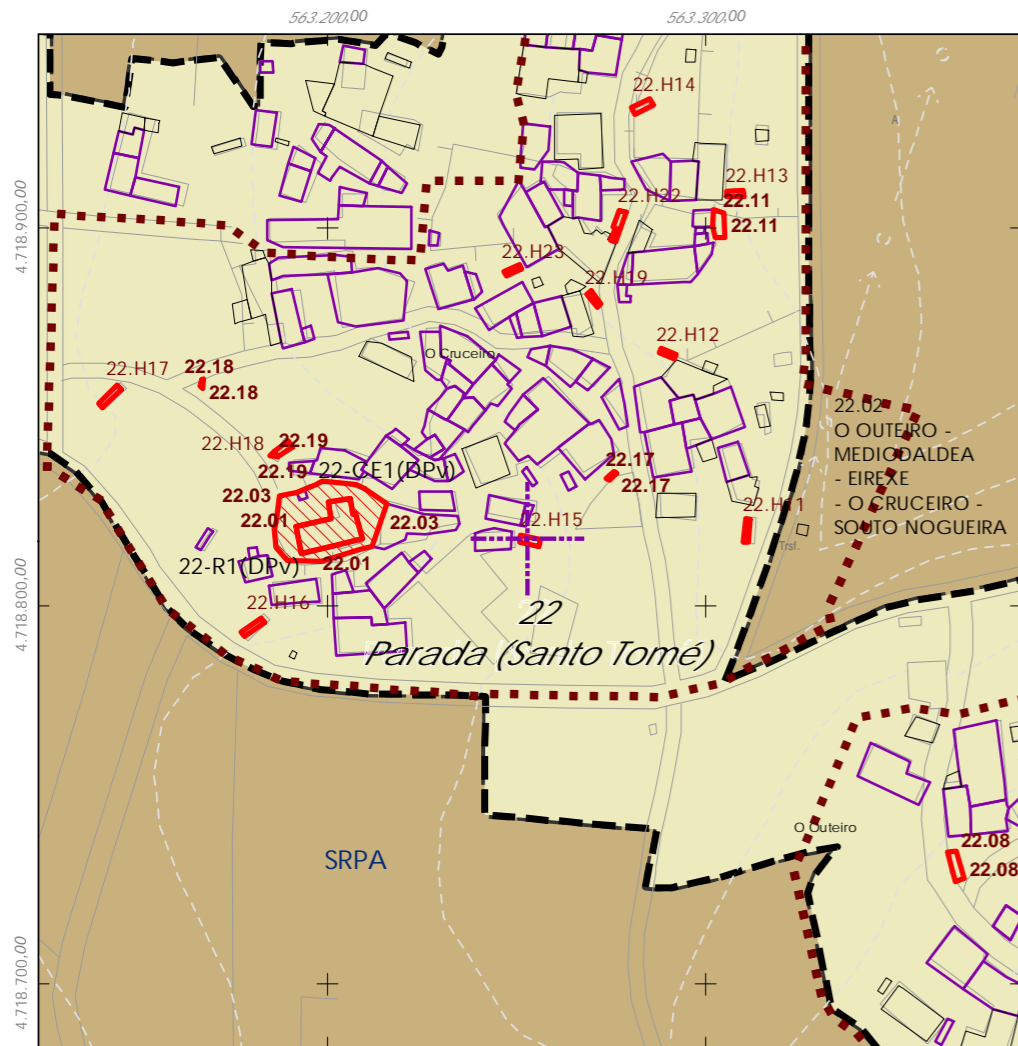 563.200,00
563.300,00
4.718.900,00
4.718.800,00
4.718.700,00
22.H14
22.H13
22.11
22.H22
22.11
22.H23
22.H19
22.H12
O Cruceiro
22.H17
22.18
22.18
22.02
O OUTEIRO -
MEDIODALDEA
- EIREXE
- O CRUCEIRO -
SOUTO NOGUEIRA
22.H18
22.19
22.19
22-CE1(DPv)
22.17
22.17
22.03
22.01
22.03
22.H15
22.H11
Trsf.
22.01
22-R1(DPv)
22.H16
22
Parada (Santo Tomé)
O Outeiro
22.08
22.08
SRPA
A